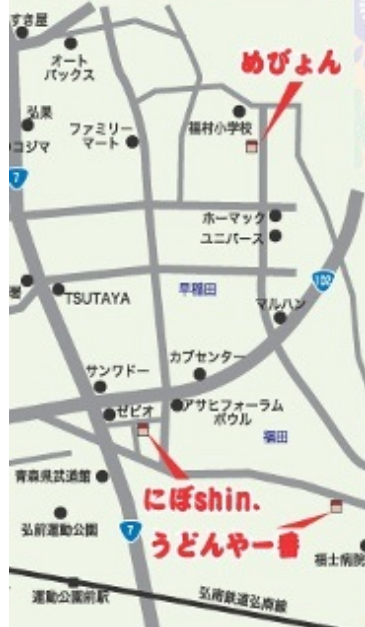 すき屋
オート
バックス
めぴょん
弘果
コジマ
ファミリー
マート
福村小学校
7
ホーマック
ユニバース
早稲田
102
TSUTAYA
マルハン
サンワドー
カブセンター
ゼビオ
アサヒフォーラム
ボウル
福田
青森県武道館
にぼshin.
弘前運動公園
7
うどんや一番
福士病院
運動公園前駅
弘南鉄道弘南線